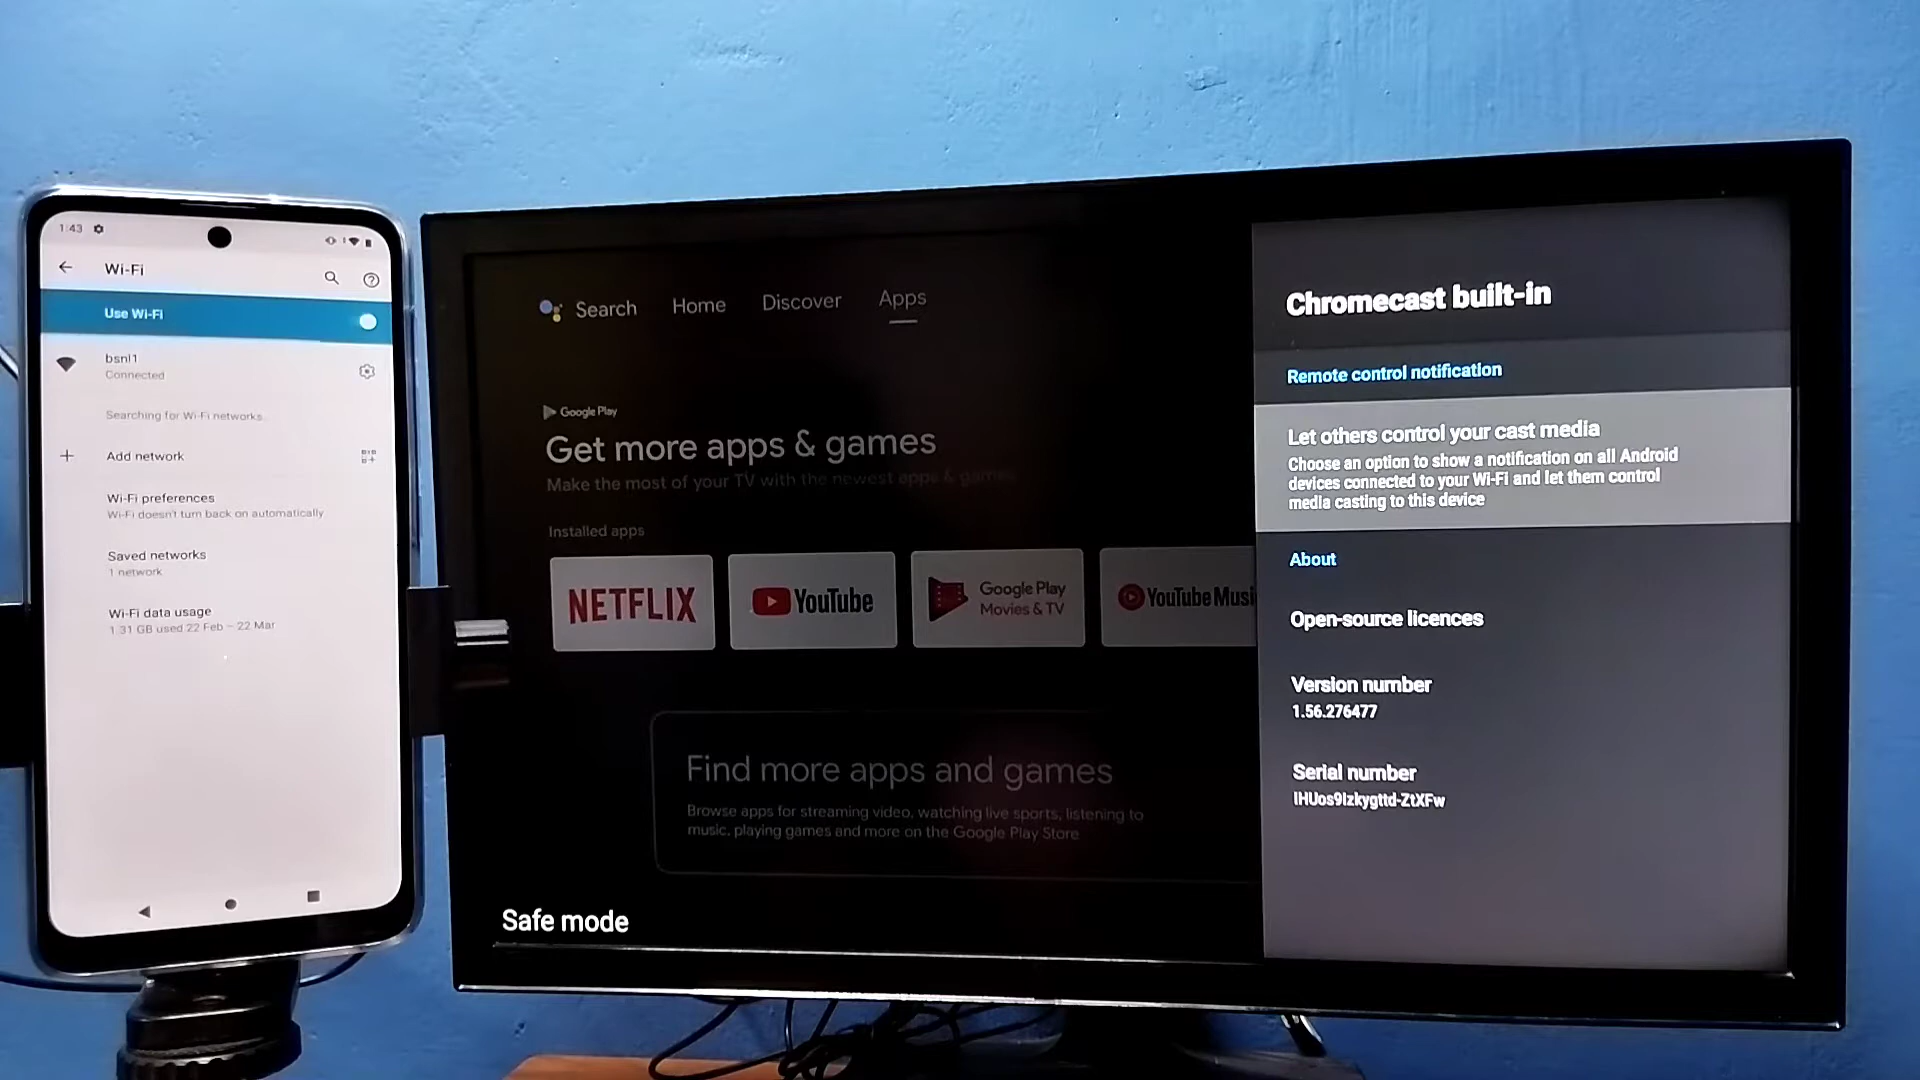 1:43
Wi-Fi
Use Wi-Fi
bsnl1
Connected
Searching for Wi-Fi networks
Add network
Wi-Fi preferences
Wi-Fi doesn't turn back on automatically
Saved networks
1 network
Wi-Fi data usage
1.31 GB used 22 Feb – 22 Mar
Search Home Discover Apps
Google Play
Get more apps & games
Make the most of your TV with the newest apps & games
Installed apps
NETFLIX
YouTube
Google Play
Movies & TV
YouTube Musi
Find more apps and games
Browse apps for streaming video, watching live sports, listening to
music, playing games and more on the Google Play Store
Safe mode
Chromecast built-in
Remote control notification
Let others control your cast media
Choose an option to show a notification on all Android
devices connected to your Wi-Fi and let them control
media casting to this device
About
Open-source licences
Version number
1.56.276477
Serial number